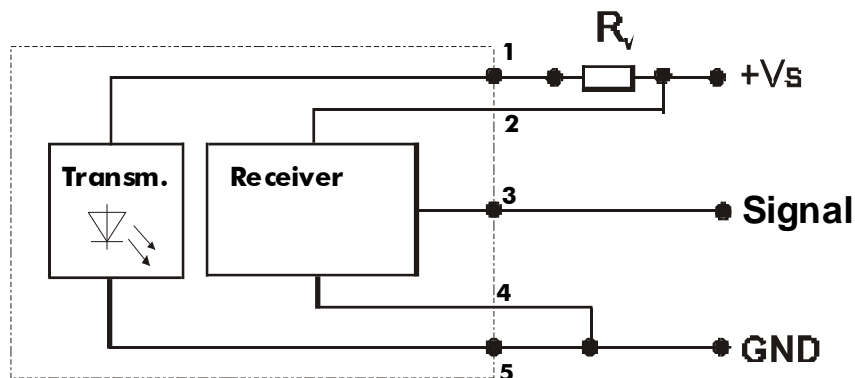 1
Rv
+Vs
2
Transm.
Receiver
3
Signal
4
GND
5